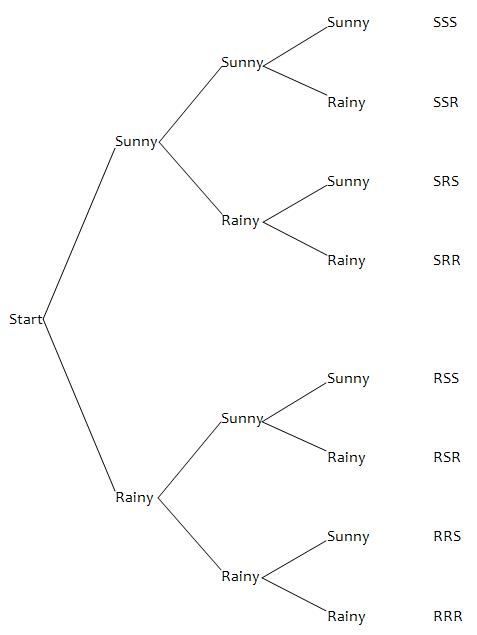 Sunny SSS
Sunny
Rainy SSR
Sunny
Sunny SRS
Rainy
Rainy SRR
Start
Sunny RSS
Sunny
Rainy RSR
Rainy
Sunny RRS
Rainy
Rainy RRR